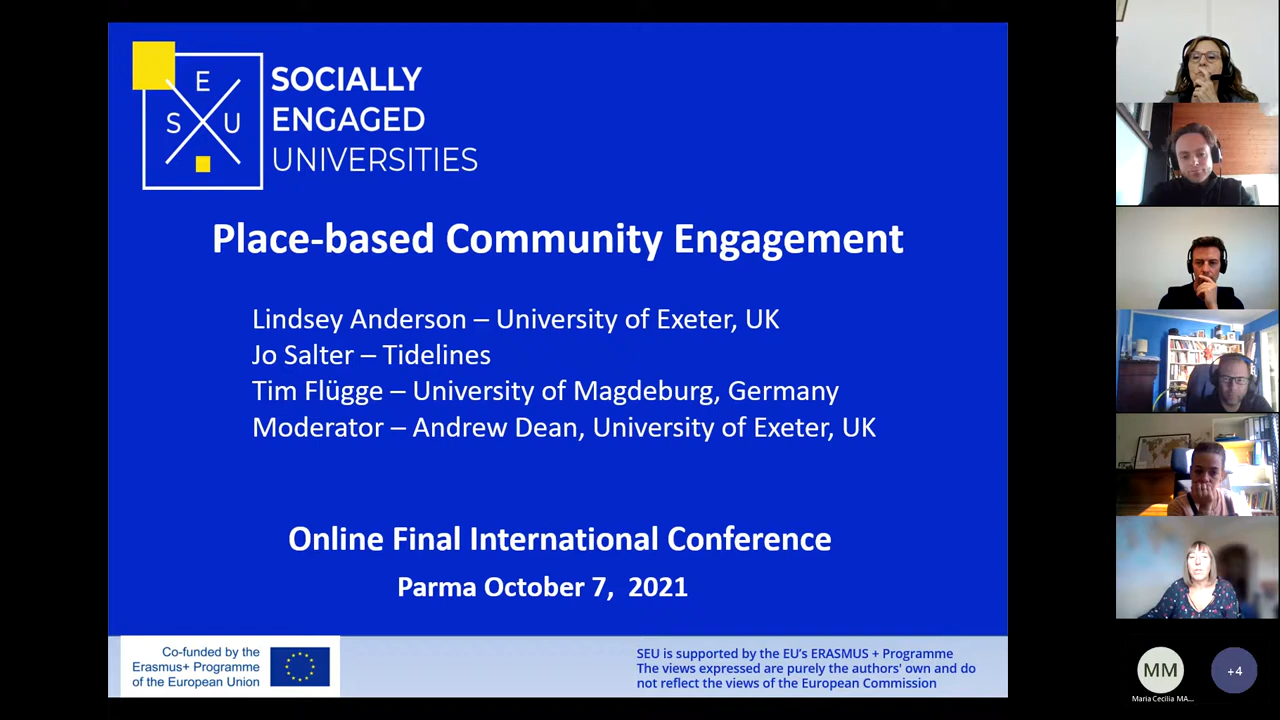 E
S U
SOCIALLY
ENGAGED
UNIVERSITIES
Place-based Community Engagement
Lindsey Anderson – University of Exeter, UK
Jo Salter – Tidelines
Tim Flügge – University of Magdeburg, Germany
Moderator – Andrew Dean, University of Exeter, UK
Online Final International Conference
Parma October 7, 2021
Co-funded by the
Erasmus+ Programme
of the European Union
SEU is supported by the EU's ERASMUS + Programme
The views expressed are purely the authors' own and do
not reflect the views of the European Commission
MM
+4
Maria Cecilia MA...